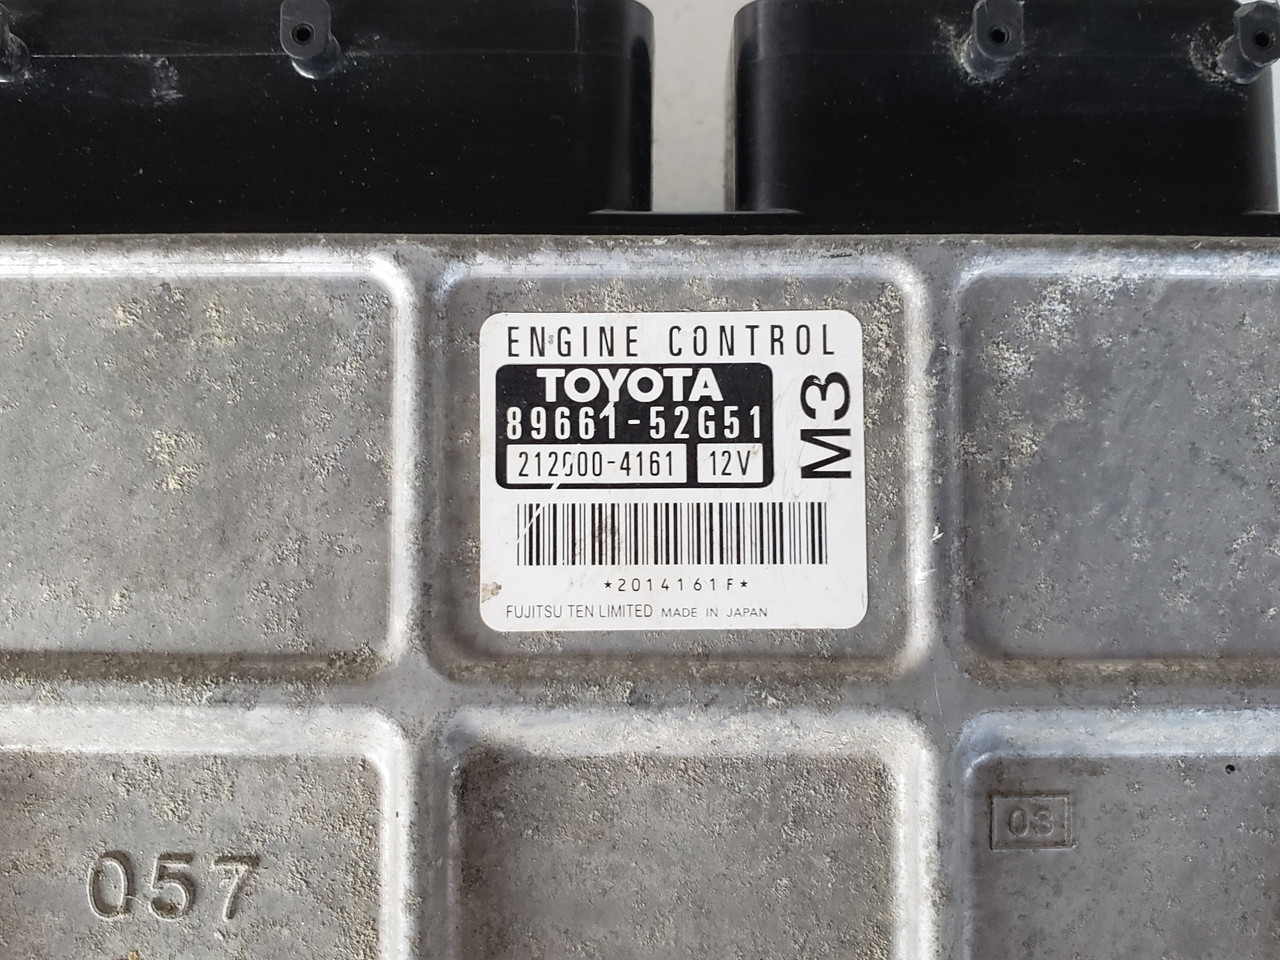 ENGINE CONTROL
TOYOTA
89661-52G51
212000-4161 12V
M3
*2014161F*
FUJITSU TEN LIMITED MADE IN JAPAN
03
057